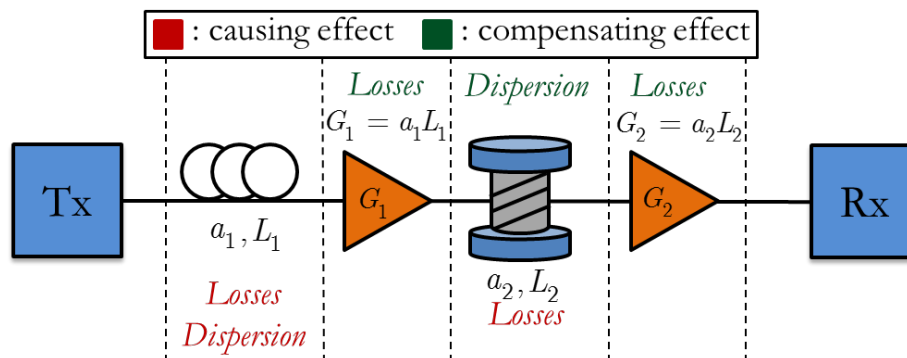 : causing effect : compensating effect
Losses Dispersion Losses
G₁ = a₁L₁ G₂ = a₂L₂
Tx G₁ G₂ Rx
a₁, L₁
a₂, L₂
Losses Losses
Dispersion